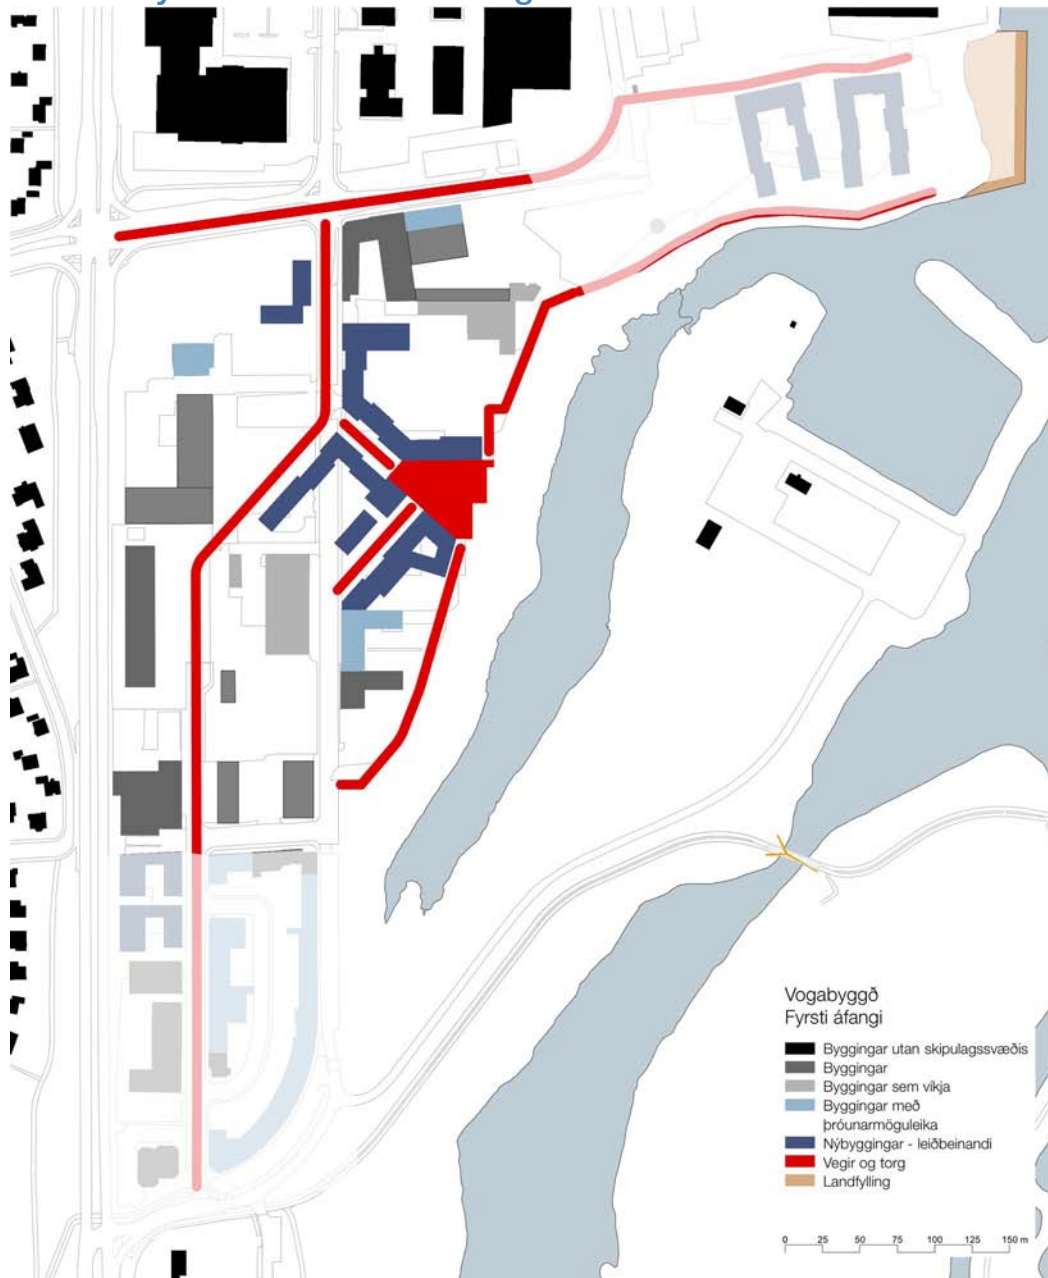 Vogabyggð
Fyrsti áfangi
Byggingar utan skipulagssvæðis
Byggingar
Byggingar sem víkja
Byggingar með
þróunarmöguleika
Nýbyggingar - leiðbeinandi
Vegir og torg
Landfylling
0 25 50 75 100 125 150 m